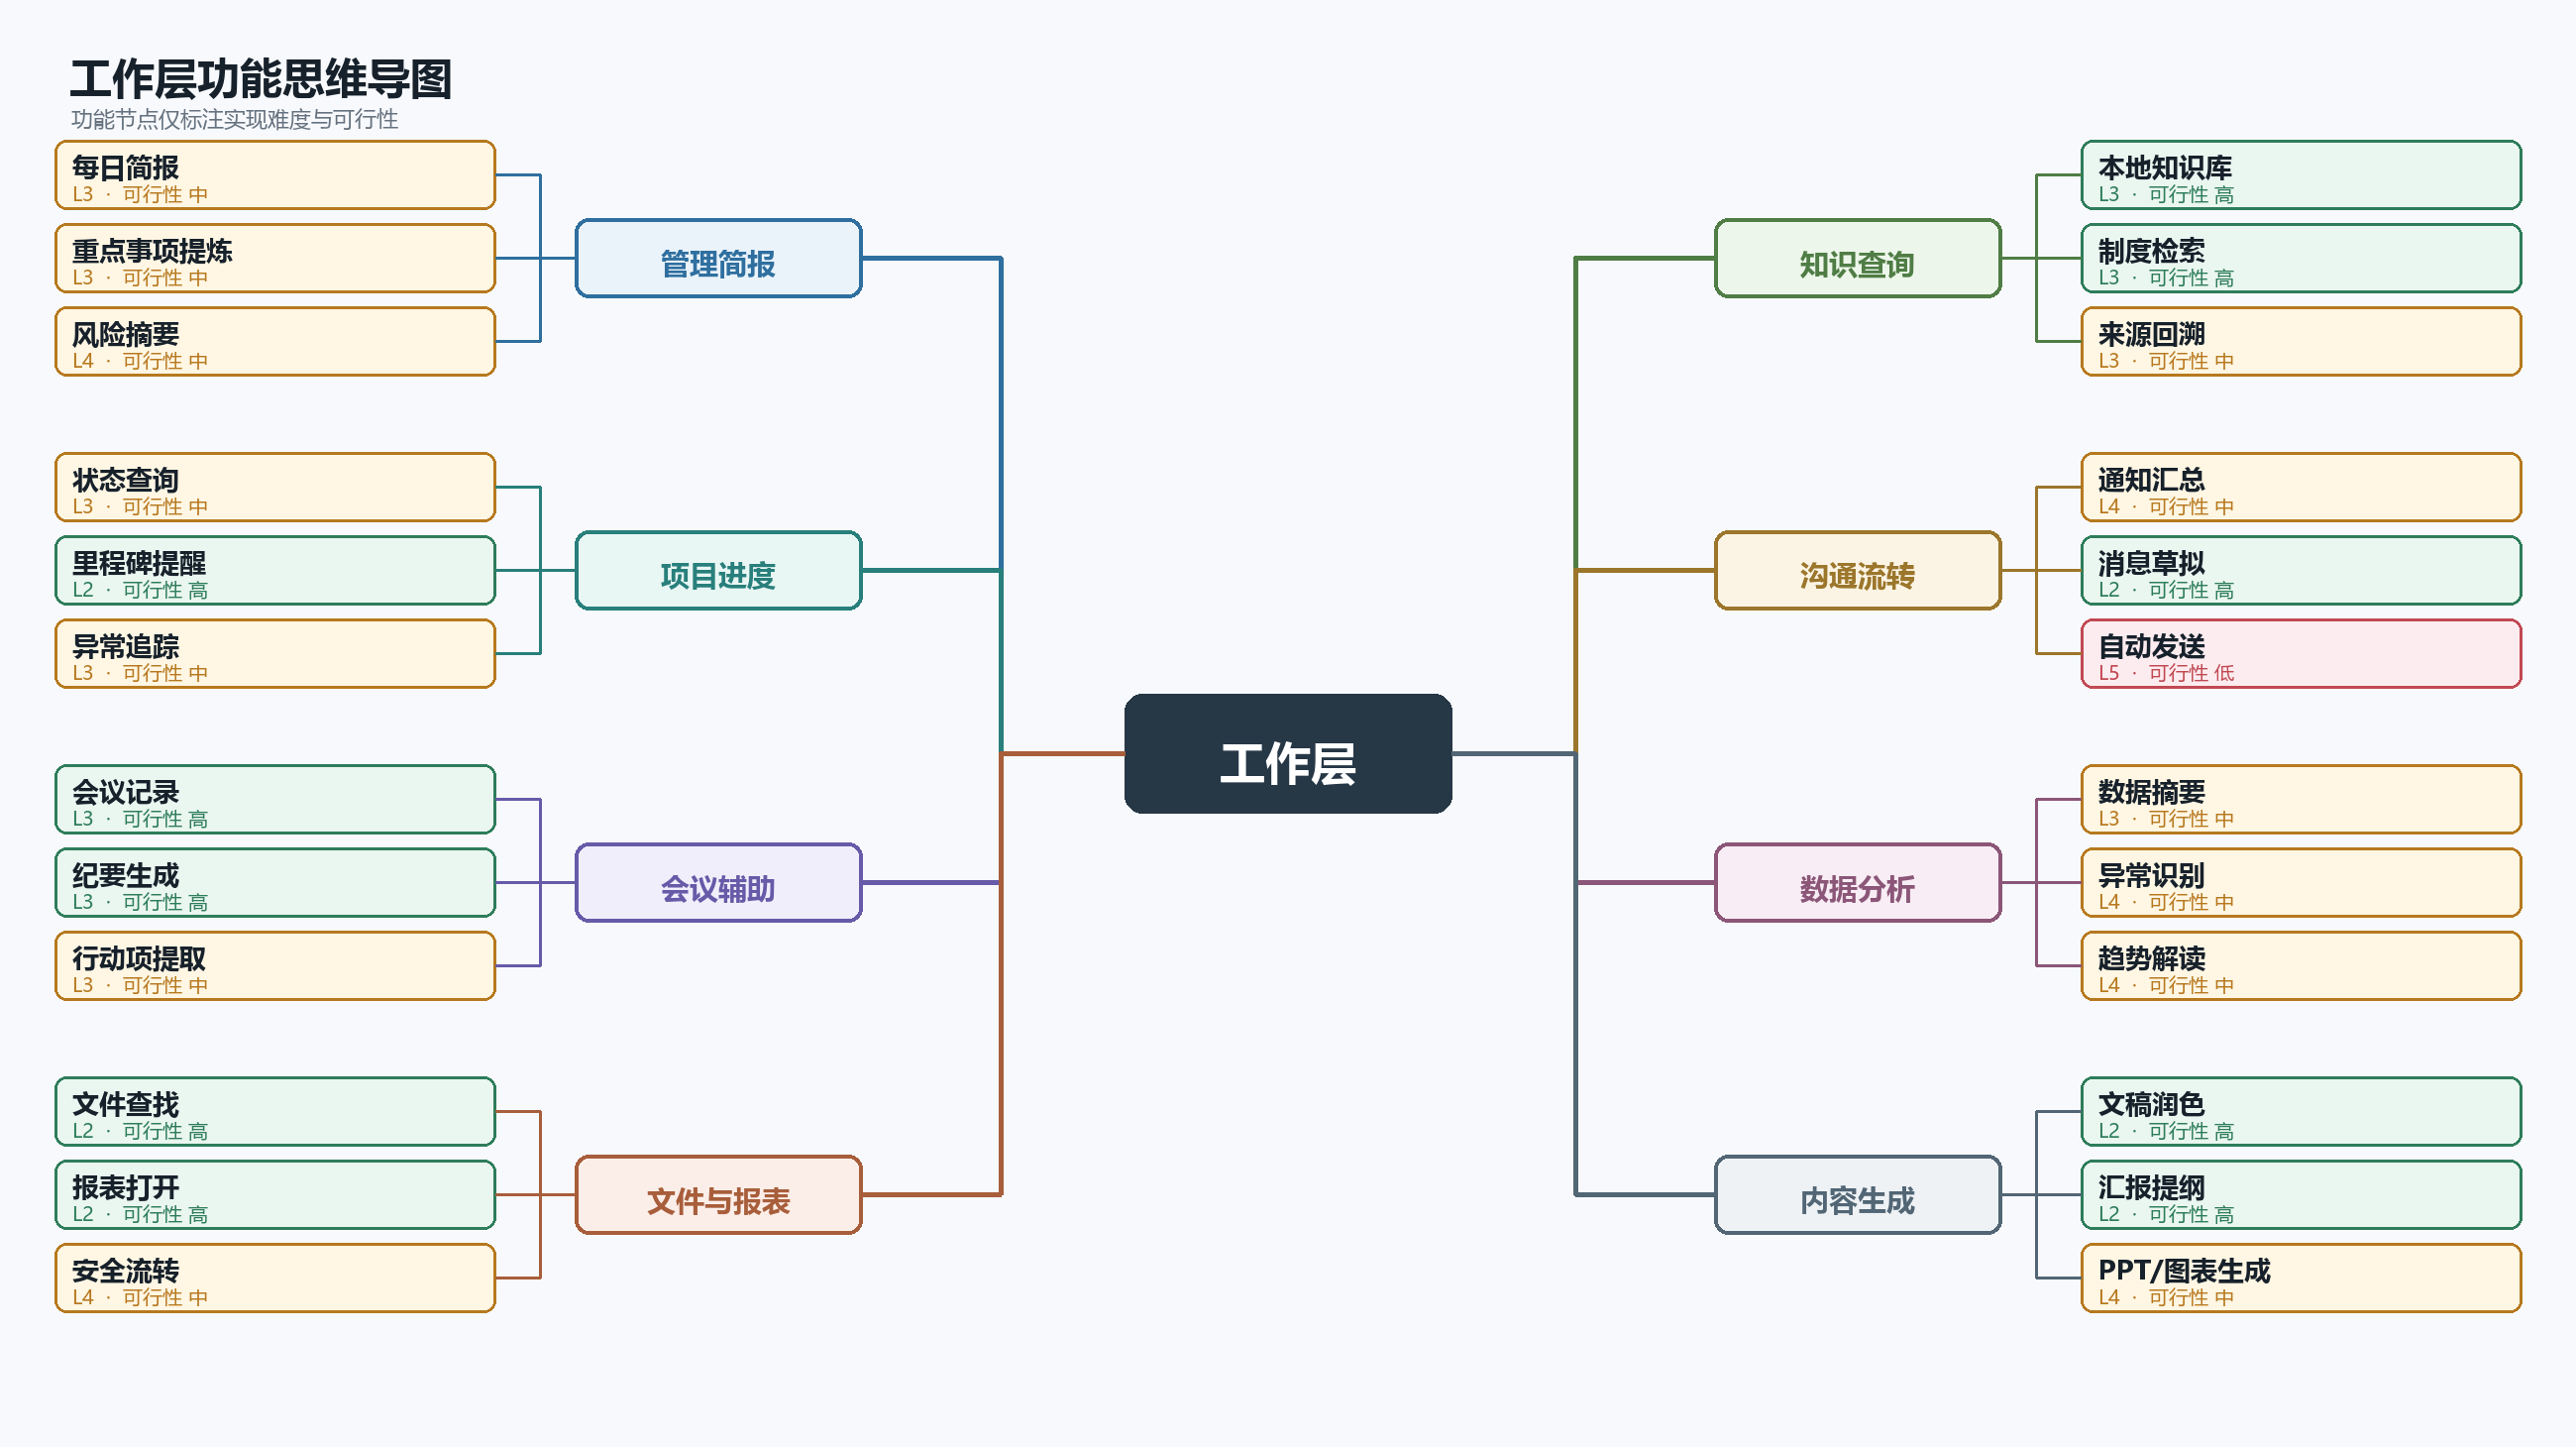 工作层功能思维导图
功能节点仅标注实现难度与可行性
每日简报
L3 · 可行性 中
重点事项提炼
L3 · 可行性 中
风险摘要
L4 · 可行性 中
管理简报
状态查询
L3 · 可行性 中
里程碑提醒
L2 · 可行性 高
异常追踪
L3 · 可行性 中
项目进度
会议记录
L3 · 可行性 高
纪要生成
L3 · 可行性 高
行动项提取
L3 · 可行性 中
会议辅助
文件查找
L2 · 可行性 高
报表打开
L2 · 可行性 高
安全流转
L4 · 可行性 中
文件与报表
工作层
知识查询
本地知识库
L3 · 可行性 高
制度检索
L3 · 可行性 高
来源回溯
L3 · 可行性 中
沟通流转
通知汇总
L4 · 可行性 中
消息草拟
L2 · 可行性 高
自动发送
L5 · 可行性 低
数据分析
数据摘要
L3 · 可行性 中
异常识别
L4 · 可行性 中
趋势解读
L4 · 可行性 中
内容生成
文稿润色
L2 · 可行性 高
汇报提纲
L2 · 可行性 高
PPT/图表生成
L4 · 可行性 中